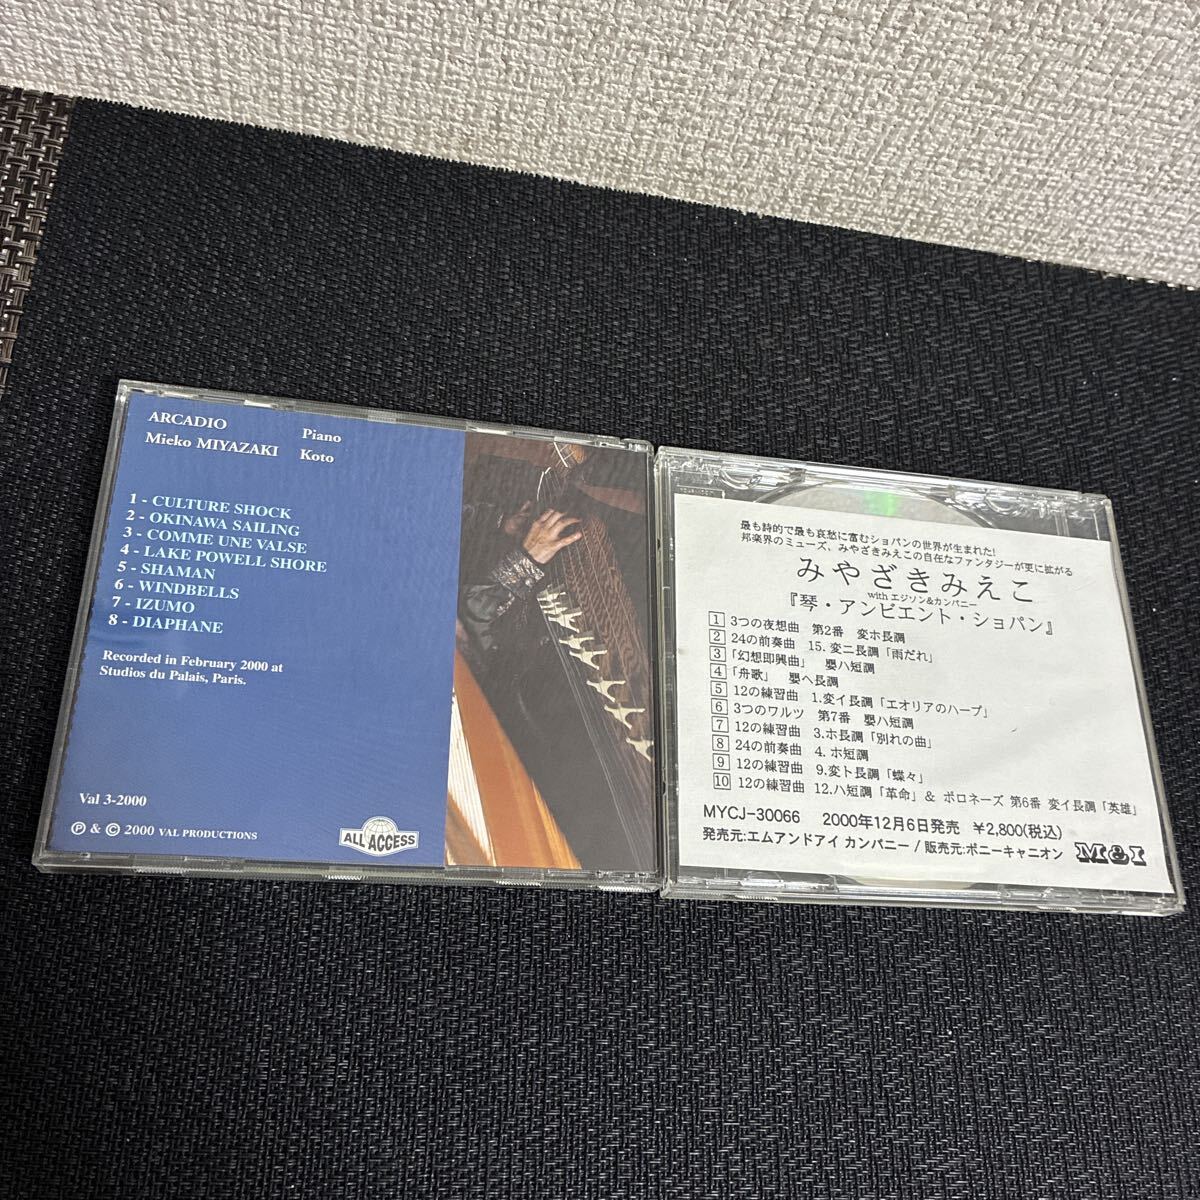 ARCADIO Piano
Mieko MIYAZAKI Koto
1 - CULTURE SHOCK
2 - OKINAWA SAILING
3 - COMME UNE VALSE
4 - LAKE POWELL SHORE
5 - SHAMAN
6 - WINDBELLS
7 - IZUMO
8 - DIAPHANE
Recorded in February 2000 at
Studios du Palais, Paris.
Val 3-2000
Ⓟ & © 2000 VAL PRODUCTIONS
ALL ACCESS
最も詩的で最も哀愁に富むショパンの世界が生まれた!
邦楽界のミューズ、みやざきみえこの自在なファンタジーが更に拡がる
みやざきみえこ
with エジソン&カンパニー
『琴・アンビエント・ショパン』
1 3つの夜想曲 第2番 変ホ長調
2 24の前奏曲 15. 変ニ長調「雨だれ」
3 「幻想即興曲」 嬰ハ短調
4 「舟歌」 嬰ヘ長調
5 12の練習曲 1.変イ長調「エオリアのハープ」
6 3つのワルツ 第7番 嬰ハ短調
7 12の練習曲 3.ホ長調「別れの曲」
8 24の前奏曲 4. ホ短調
9 12の練習曲 9.変ト長調「蝶々」
10 12の練習曲 12.ハ短調「革命」& ポロネーズ 第6番 変イ長調「英雄」
MYCJ-30066 2000年12月6日発売 ¥2,800(税込)
発売元:エムアンドアイ カンパニー / 販売元:ポニーキャニオン M&I